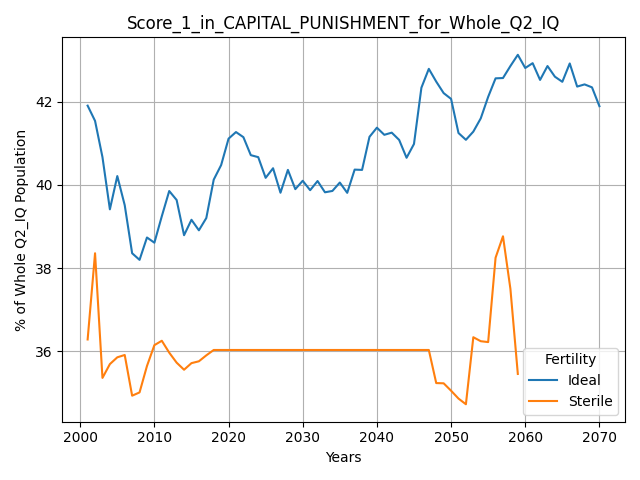 Score_1_in_CAPITAL_PUNISHMENT_for_Whole_Q2_IQ
% of Whole Q2_IQ Population
42
40
38
36
2000 2010 2020 2030 2040 2050 2060 2070
Years
Fertility
Ideal
Sterile